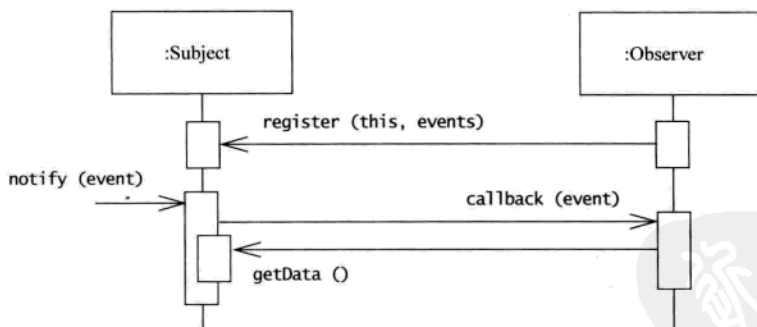 :Subject
:Observer
register (this, events)
notify (event)
callback (event)
getData ()